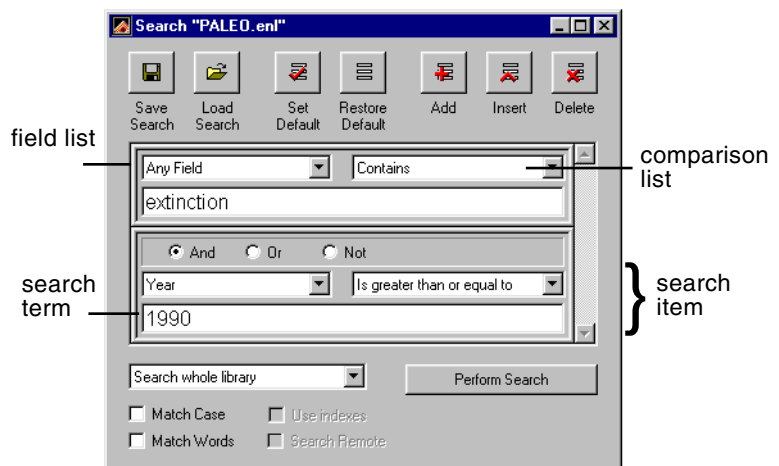 Search "PALEO.enl"
Save Search
Load Search
Set Default
Restore Default
Add
Insert
Delete
field list
Any Field
Contains
comparison list
extinction
And
Or
Not
search term
Year
Is greater than or equal to
search item
1990
Search whole library
Perform Search
Match Case
Use indexes
Match Words
Search Remote